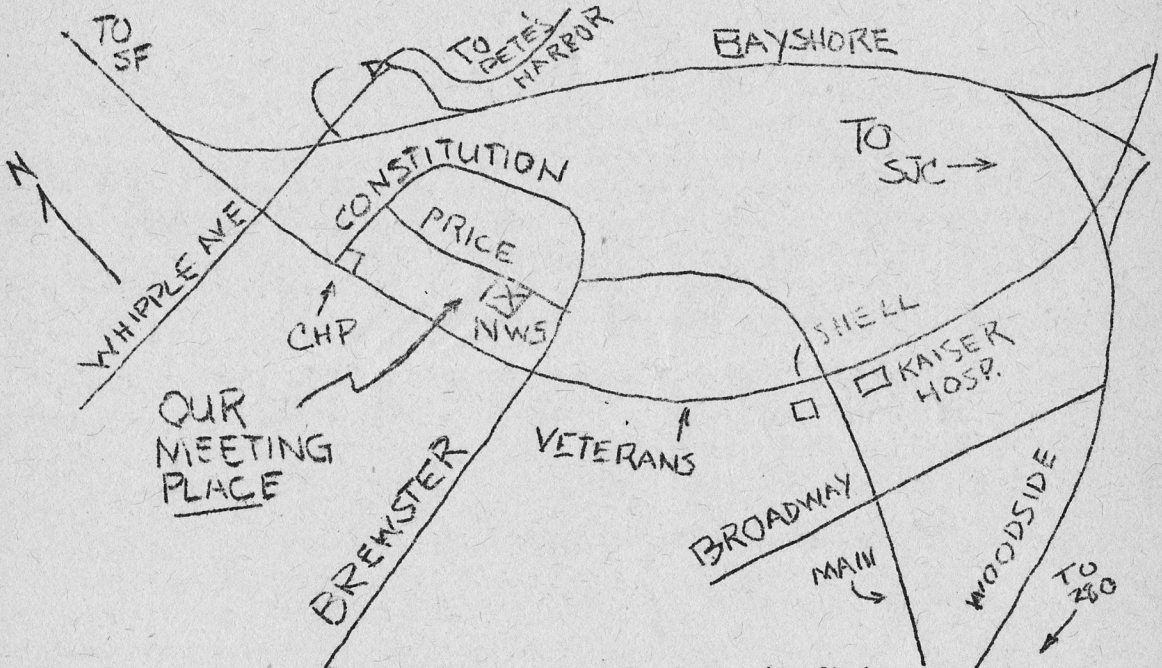 TO
SF
TO
PETE'S
HARBOR
BAYSHORE
N
CONSTITUTION
TO
SJC →
PRICE
WHIPPLE AVE
CHP
NWS
SHELL
KAISER
HOSP.
OUR
MEETING
PLACE
VETERANS
BREWSTER
BROADWAY
MAIN
WOODSIDE
TO
280